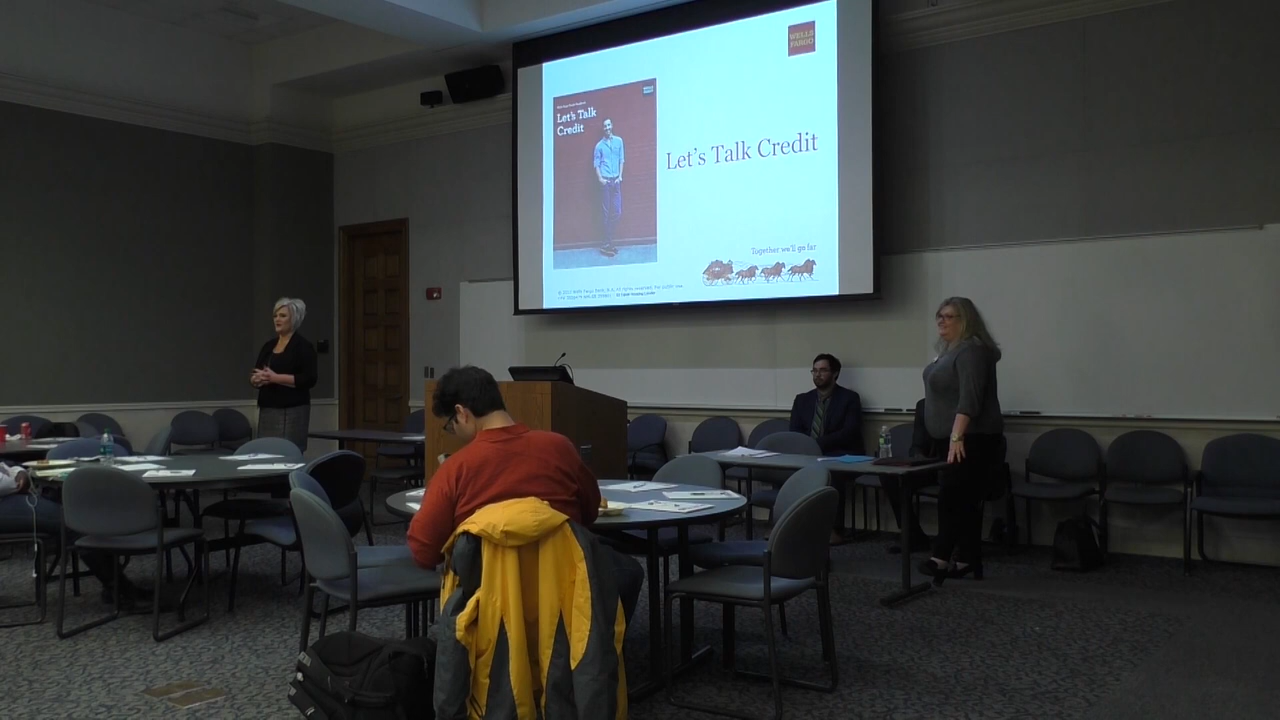 WELLS
FARGO
Let's Talk
Credit
Let's Talk Credit
Together we'll go far